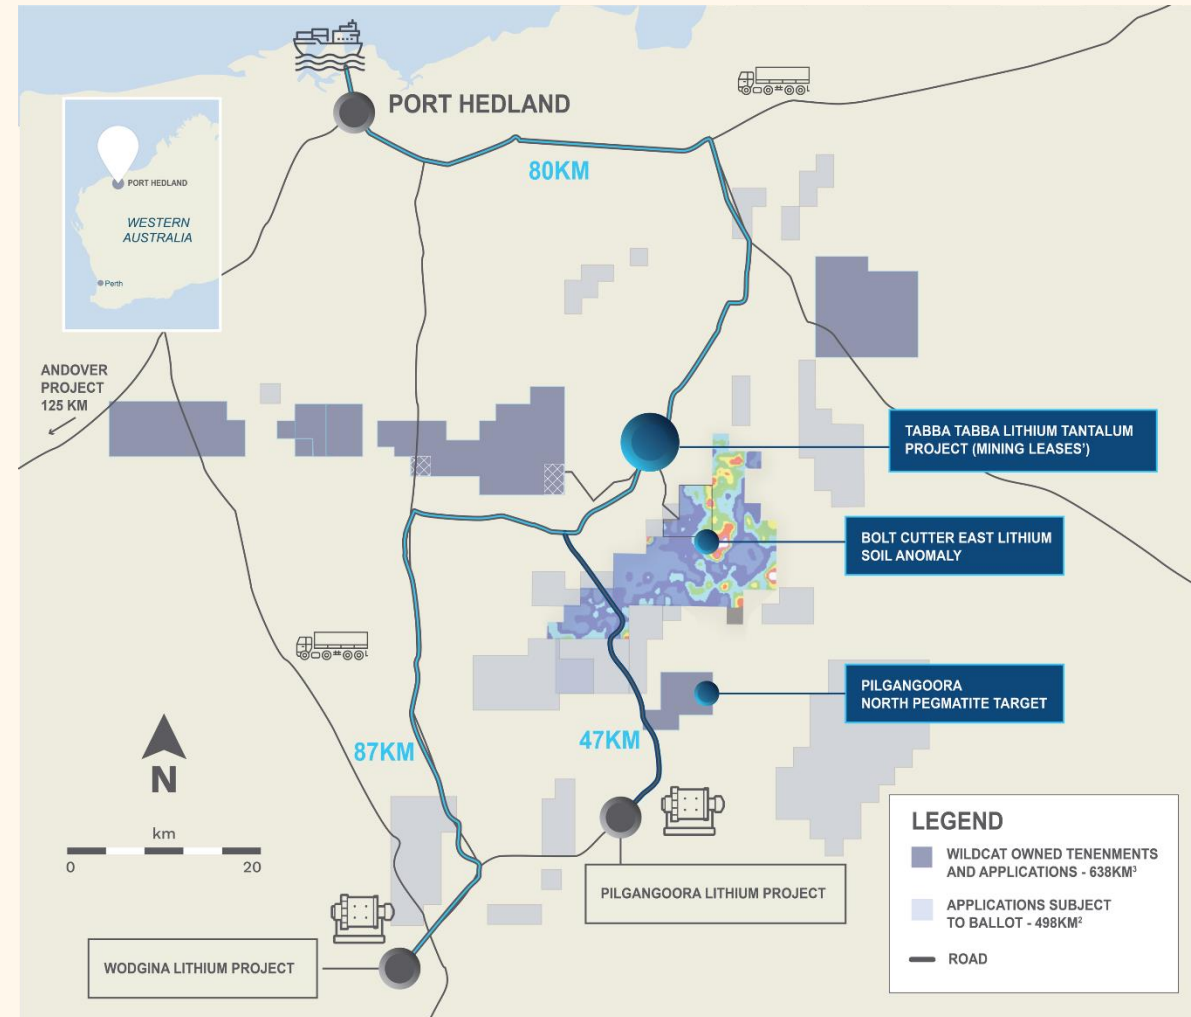 PORT HEDLAND
80KM
PORT HEDLAND
WESTERN
AUSTRALIA
Perth
ANDOVER
PROJECT
125 KM
TABBA TABBA LITHIUM TANTALUM
PROJECT (MINING LEASES')
BOLT CUTTER EAST LITHIUM
SOIL ANOMALY
PILGANGOORA
NORTH PEGMATITE TARGET
87KM
47KM
N
km
0 20
PILGANGOORA LITHIUM PROJECT
WODGINA LITHIUM PROJECT
LEGEND
WILDCAT OWNED TENENMENTS
AND APPLICATIONS - 638KM³
APPLICATIONS SUBJECT
TO BALLOT - 498KM²
ROAD